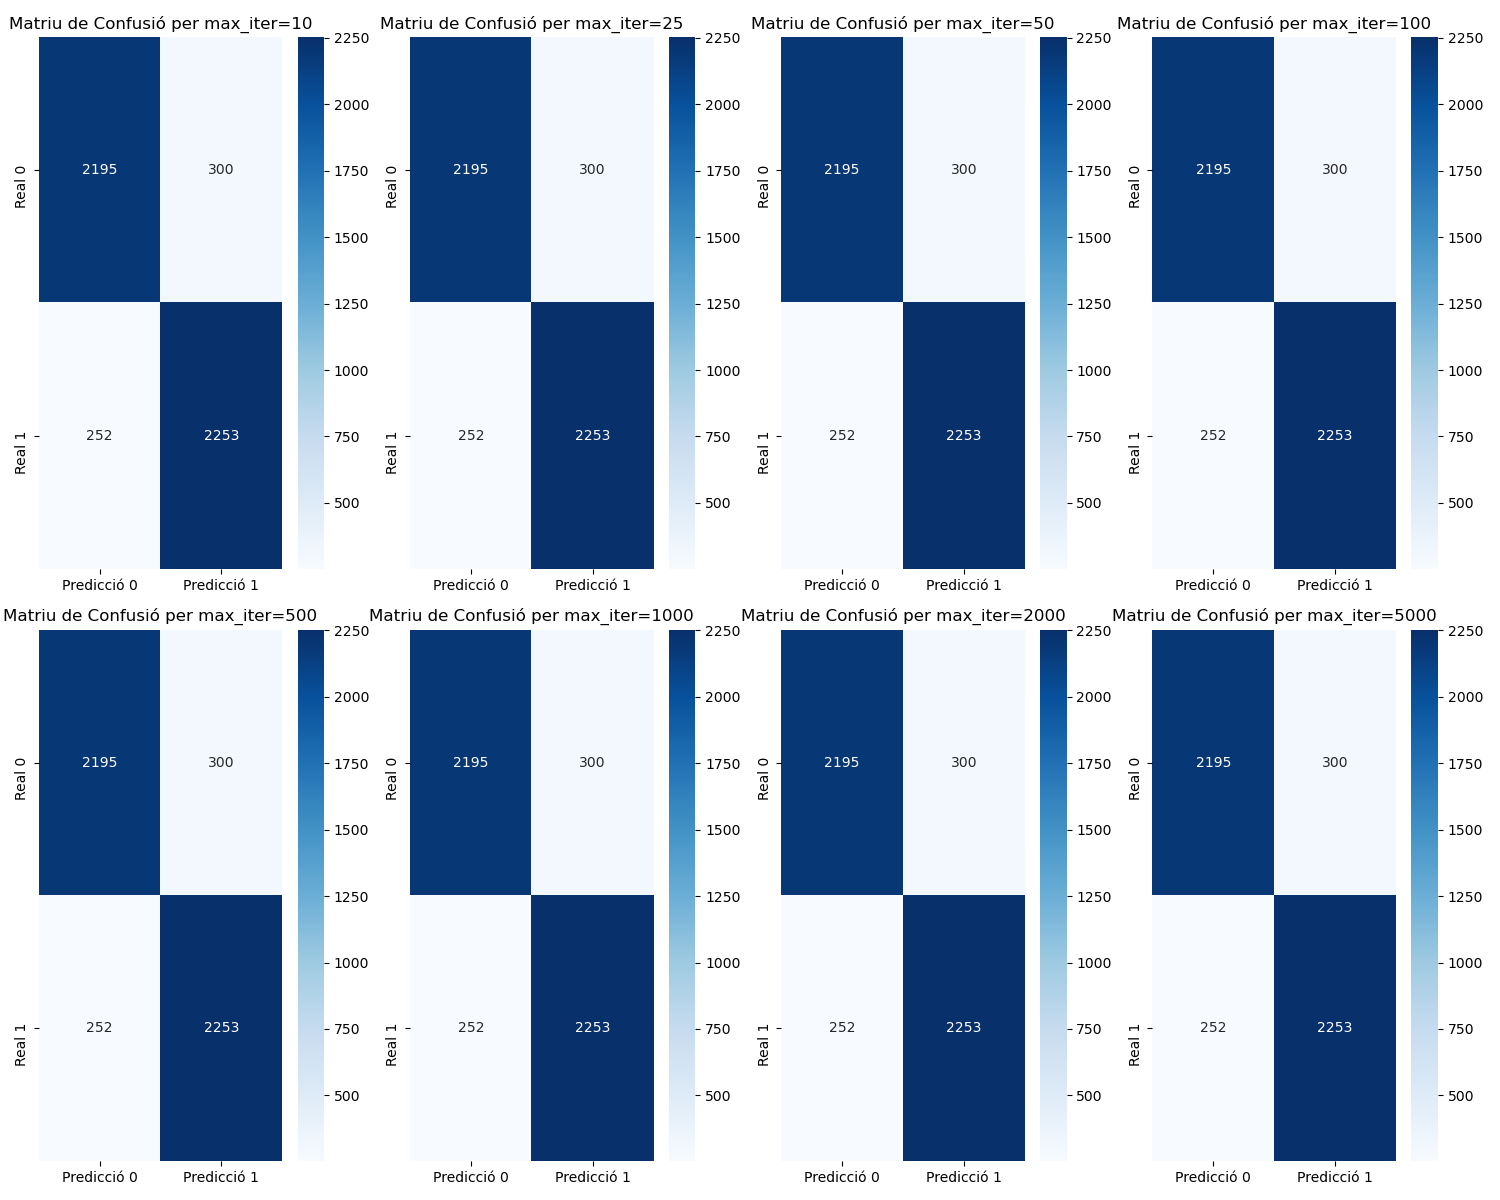 Matriu de Confusió per max_iter=10
Real 0
Real 1
2195 300
252 2253
Predicció 0 Predicció 1
2250
2000
1750
1500
1250
1000
750
500
Matriu de Confusió per max_iter=25
Real 0
Real 1
2195 300
252 2253
Predicció 0 Predicció 1
2250
2000
1750
1500
1250
1000
750
500
Matriu de Confusió per max_iter=50
Real 0
Real 1
2195 300
252 2253
Predicció 0 Predicció 1
2250
2000
1750
1500
1250
1000
750
500
Matriu de Confusió per max_iter=100
Real 0
Real 1
2195 300
252 2253
Predicció 0 Predicció 1
2250
2000
1750
1500
1250
1000
750
500
Matriu de Confusió per max_iter=500
Real 0
Real 1
2195 300
252 2253
Predicció 0 Predicció 1
2250
2000
1750
1500
1250
1000
750
500
Matriu de Confusió per max_iter=1000
Real 0
Real 1
2195 300
252 2253
Predicció 0 Predicció 1
2250
2000
1750
1500
1250
1000
750
500
Matriu de Confusió per max_iter=2000
Real 0
Real 1
2195 300
252 2253
Predicció 0 Predicció 1
2250
2000
1750
1500
1250
1000
750
500
Matriu de Confusió per max_iter=5000
Real 0
Real 1
2195 300
252 2253
Predicció 0 Predicció 1
2250
2000
1750
1500
1250
1000
750
500